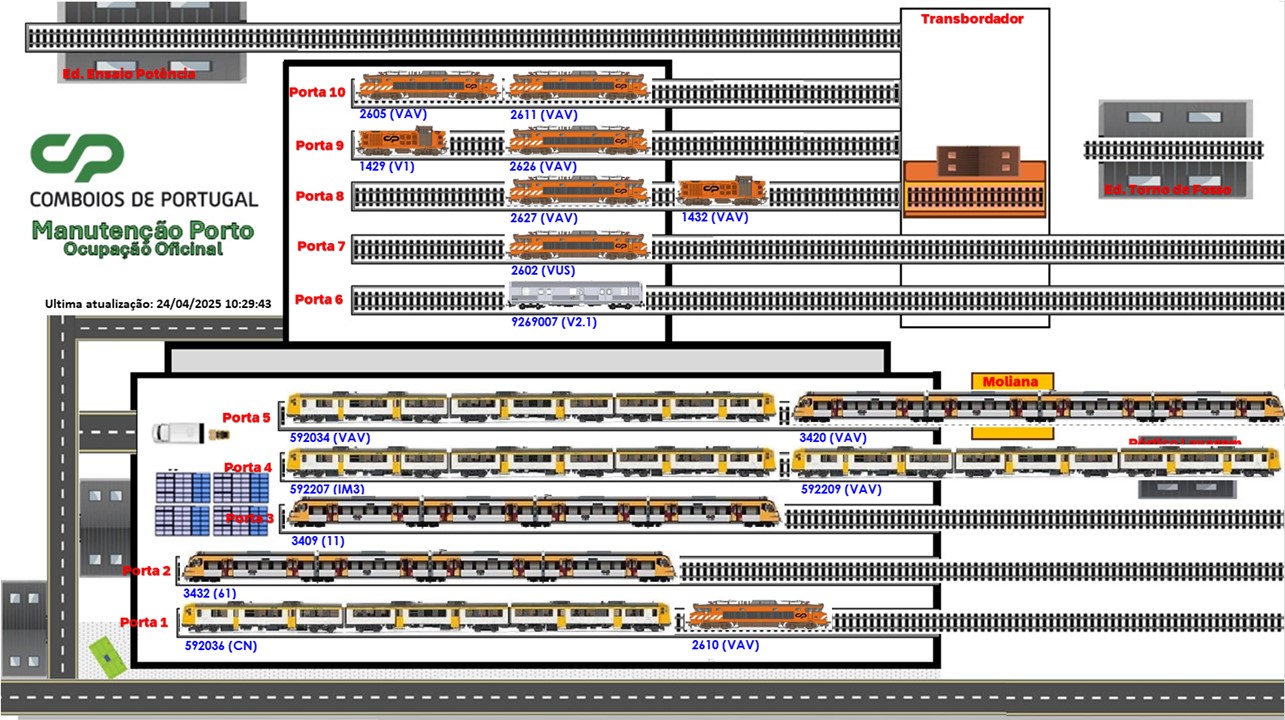 Transbordador
Ed. Ensaio Potência
Porta 10
2605 (VAV)
2611 (VAV)
Porta 9
1429 (V1)
2626 (VAV)
CP
COMBOIOS DE PORTUGAL
Manutenção Porto
Ocupação Oficinal
Porta 8
2627 (VAV)
1432 (VAV)
Ed. Torno de Fosso
Porta 7
2602 (VUS)
Ultima atualização: 24/04/2025 10:29:43
Porta 6
9269007 (V2.1)
Moliana
Porta 5
592034 (VAV)
3420 (VAV)
Porta 4
592207 (IM3)
592209 (VAV)
Porta 3
3409 (11)
Porta 2
3432 (61)
Porta 1
592036 (CN)
2610 (VAV)